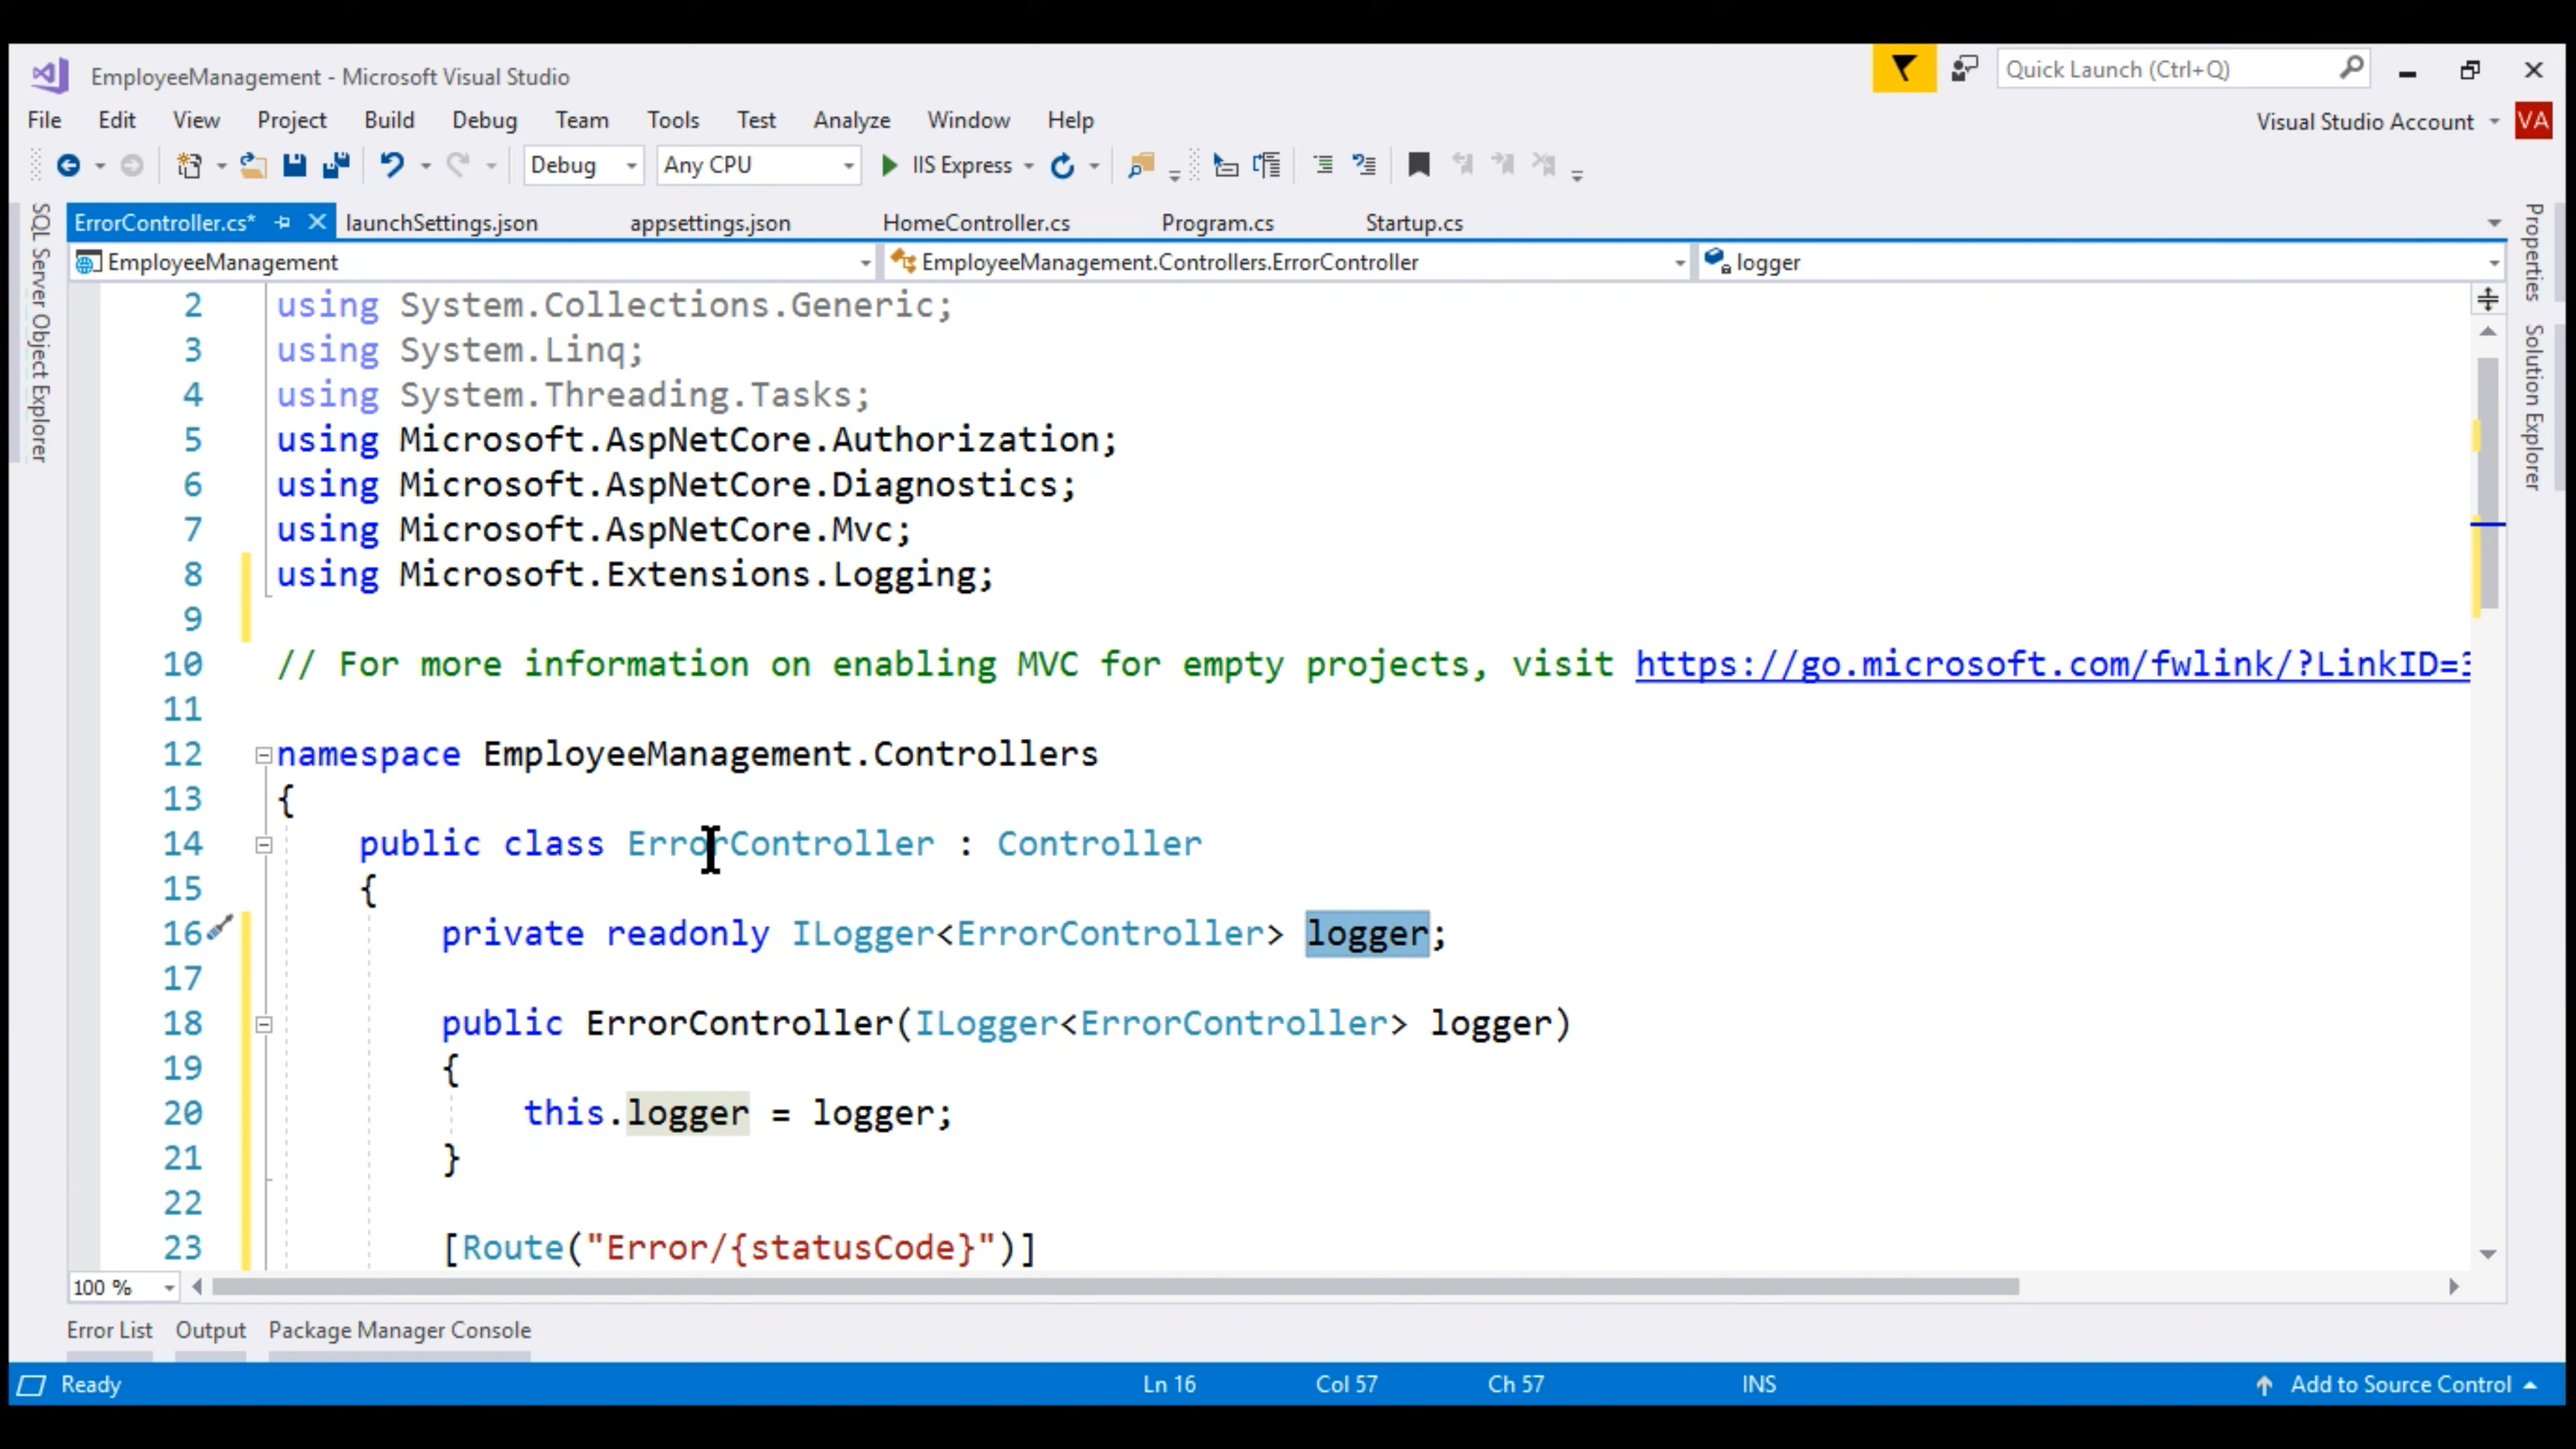 EmployeeManagement - Microsoft Visual Studio
Quick Launch (Ctrl+Q)
File Edit View Project Build Debug Team Tools Test Analyze Window Help
Visual Studio Account VA
Debug Any CPU IIS Express
ErrorController.cs* launchSettings.json appsettings.json HomeController.cs Program.cs Startup.cs
EmployeeManagement EmployeeManagement.Controllers.ErrorController logger
SQL Server Object Explorer
Properties
Solution Explorer
2 using System.Collections.Generic;
3 using System.Linq;
4 using System.Threading.Tasks;
5 using Microsoft.AspNetCore.Authorization;
6 using Microsoft.AspNetCore.Diagnostics;
7 using Microsoft.AspNetCore.Mvc;
8 using Microsoft.Extensions.Logging;
9
10 // For more information on enabling MVC for empty projects, visit https://go.microsoft.com/fwlink/?LinkID=3
11
12 namespace EmployeeManagement.Controllers
13 {
14 public class ErrorController : Controller
15 {
16 private readonly ILogger<ErrorController> logger;
17
18 public ErrorController(ILogger<ErrorController> logger)
19 {
20 this.logger = logger;
21 }
22
23 [Route("Error/{statusCode}")]
100 %
Error List Output Package Manager Console
Ready Ln 16 Col 57 Ch 57 INS Add to Source Control